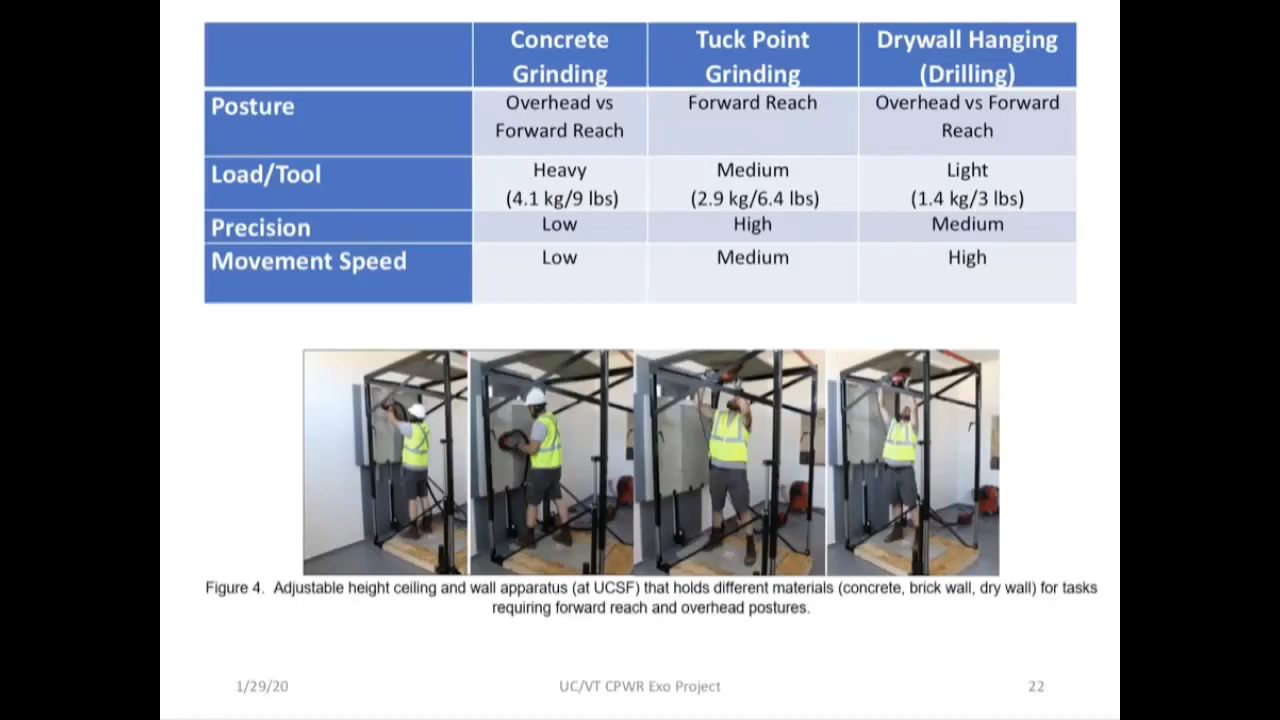 Concrete Grinding
Tuck Point Grinding
Drywall Hanging (Drilling)
Posture
Overhead vs Forward Reach
Forward Reach
Overhead vs Forward Reach
Load/Tool
Heavy (4.1 kg/9 lbs)
Medium (2.9 kg/6.4 lbs)
Light (1.4 kg/3 lbs)
Precision
Low
High
Medium
Movement Speed
Low
Medium
High
Figure 4.  Adjustable height ceiling and wall apparatus (at UCSF) that holds different materials (concrete, brick wall, dry wall) for tasks
requiring forward reach and overhead postures.
1/29/20
UC/VT CPWR Exo Project
22